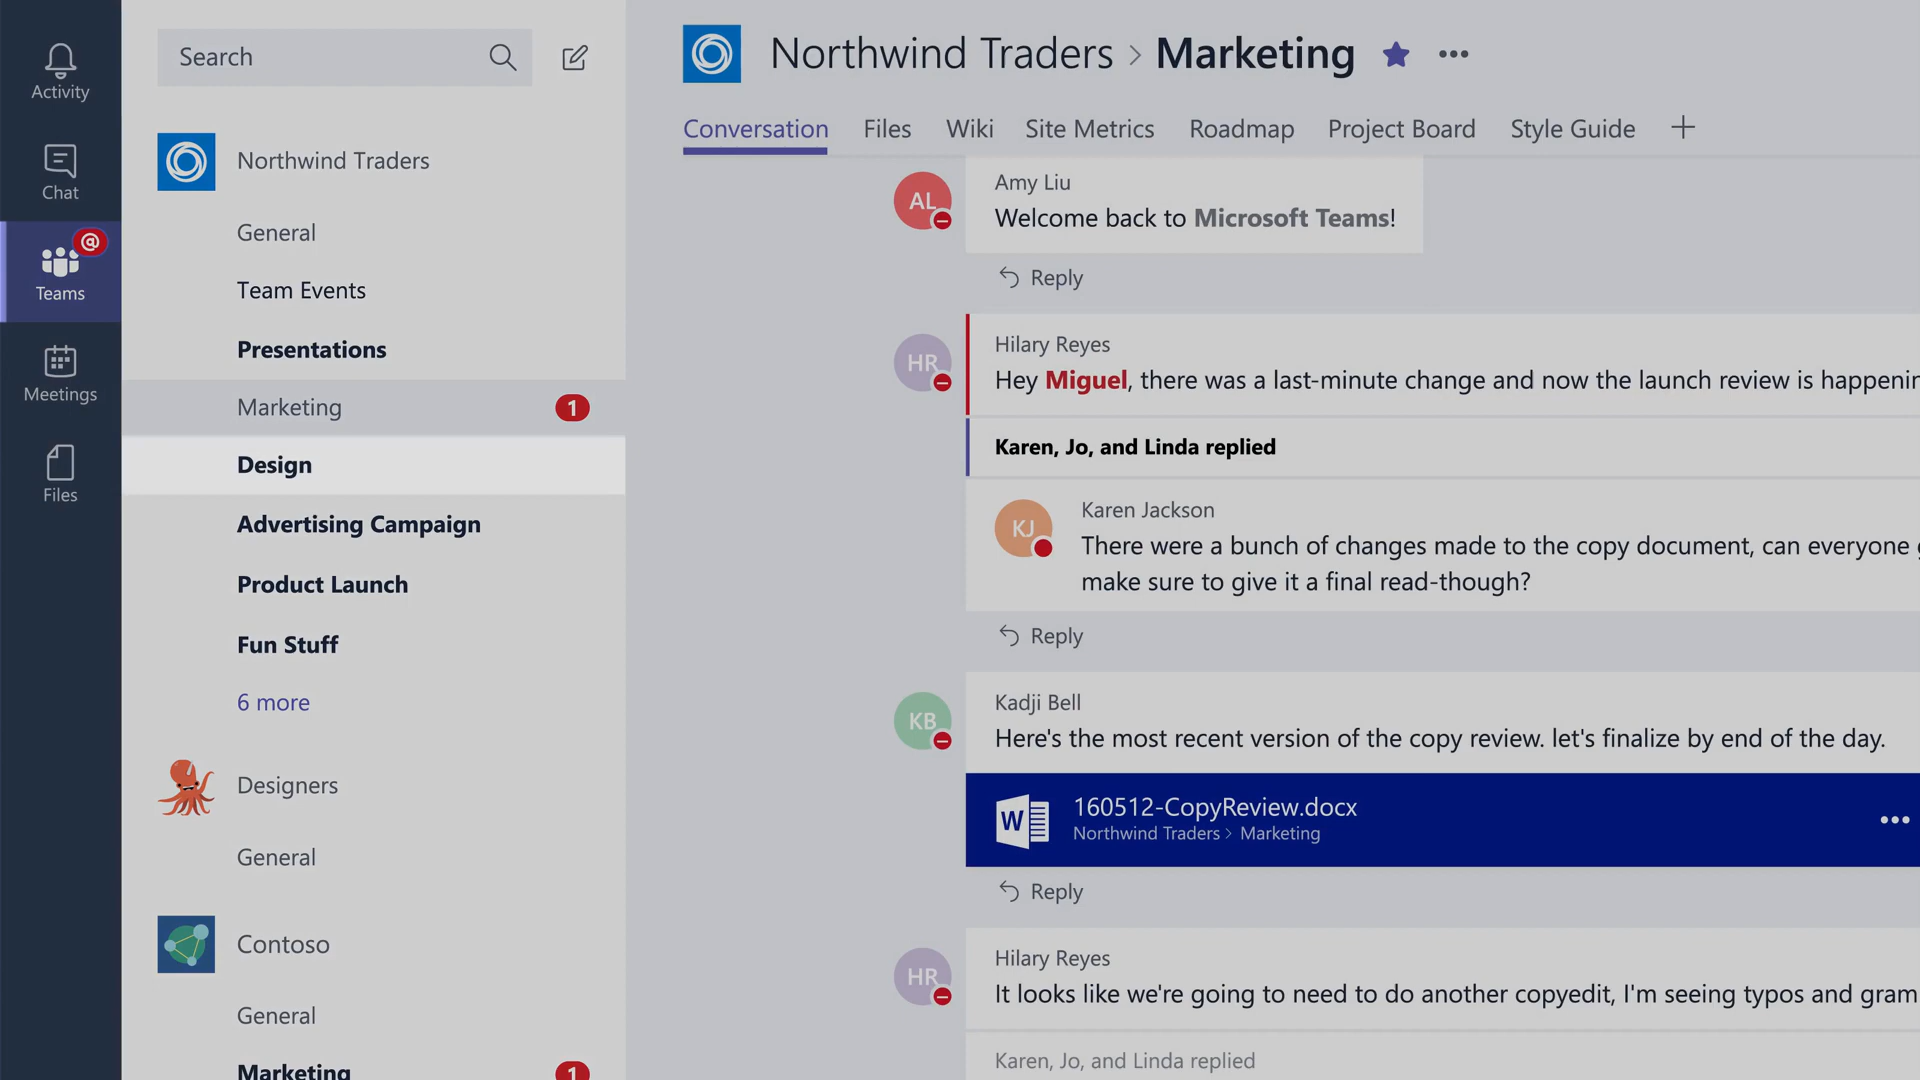 Activity
Chat
@
Teams
Meetings
Files
Search
Northwind Traders
General
Team Events
Presentations
Marketing
1
Design
Advertising Campaign
Product Launch
Fun Stuff
6 more
Designers
General
Contoso
General
Marketing
1
Northwind Traders > Marketing
Conversation Files Wiki Site Metrics Roadmap Project Board Style Guide
AL
Amy Liu
Welcome back to Microsoft Teams!
Reply
HR
Hilary Reyes
Hey Miguel, there was a last-minute change and now the launch review is happenin
Karen, Jo, and Linda replied
KJ
Karen Jackson
There were a bunch of changes made to the copy document, can everyone g
make sure to give it a final read-though?
Reply
KB
Kadji Bell
Here's the most recent version of the copy review. let's finalize by end of the day.
W
160512-CopyReview.docx
Northwind Traders > Marketing
Reply
HR
Hilary Reyes
It looks like we're going to need to do another copyedit, I'm seeing typos and gram
Karen, Jo, and Linda replied